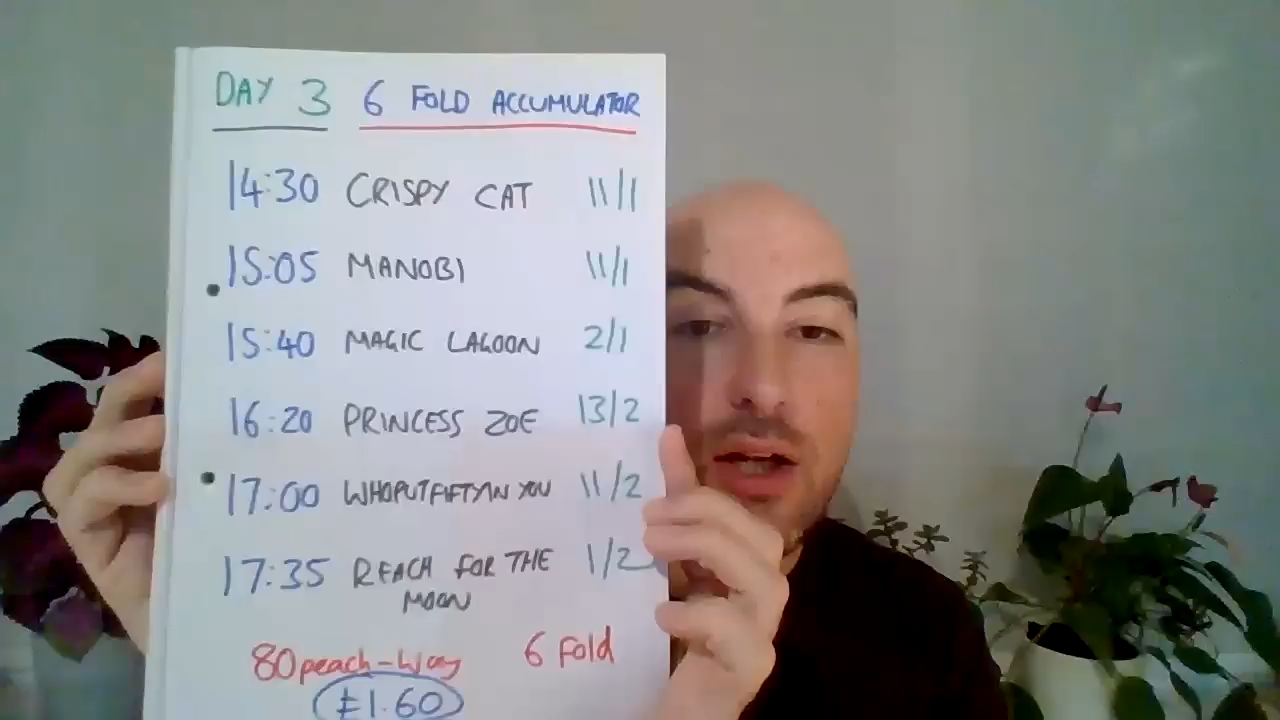 DAY 3 6 FOLD ACCUMULATOR
14:30 CRISPY CAT 11/1
15:05 MANOBI 11/1
15:40 MAGIC LAGOON 2/1
16:20 PRINCESS ZOE 13/2
17:00 WHOPUTFIFTYIN YOU 11/2
17:35 REACH FOR THE 1/2
MOON
80p each-way 6 Fold
£1.60